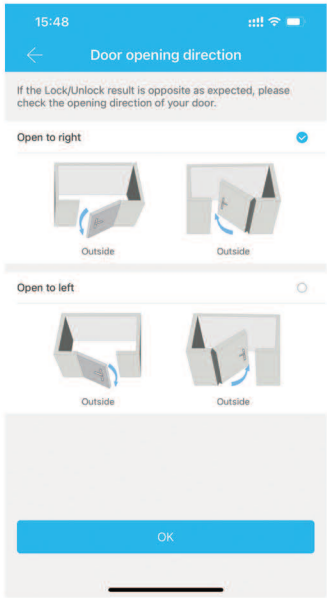 15:48
Door opening direction
If the Lock/Unlock result is opposite as expected, please
check the opening direction of your door.
Open to right
Outside Outside
Open to left
Outside Outside
OK